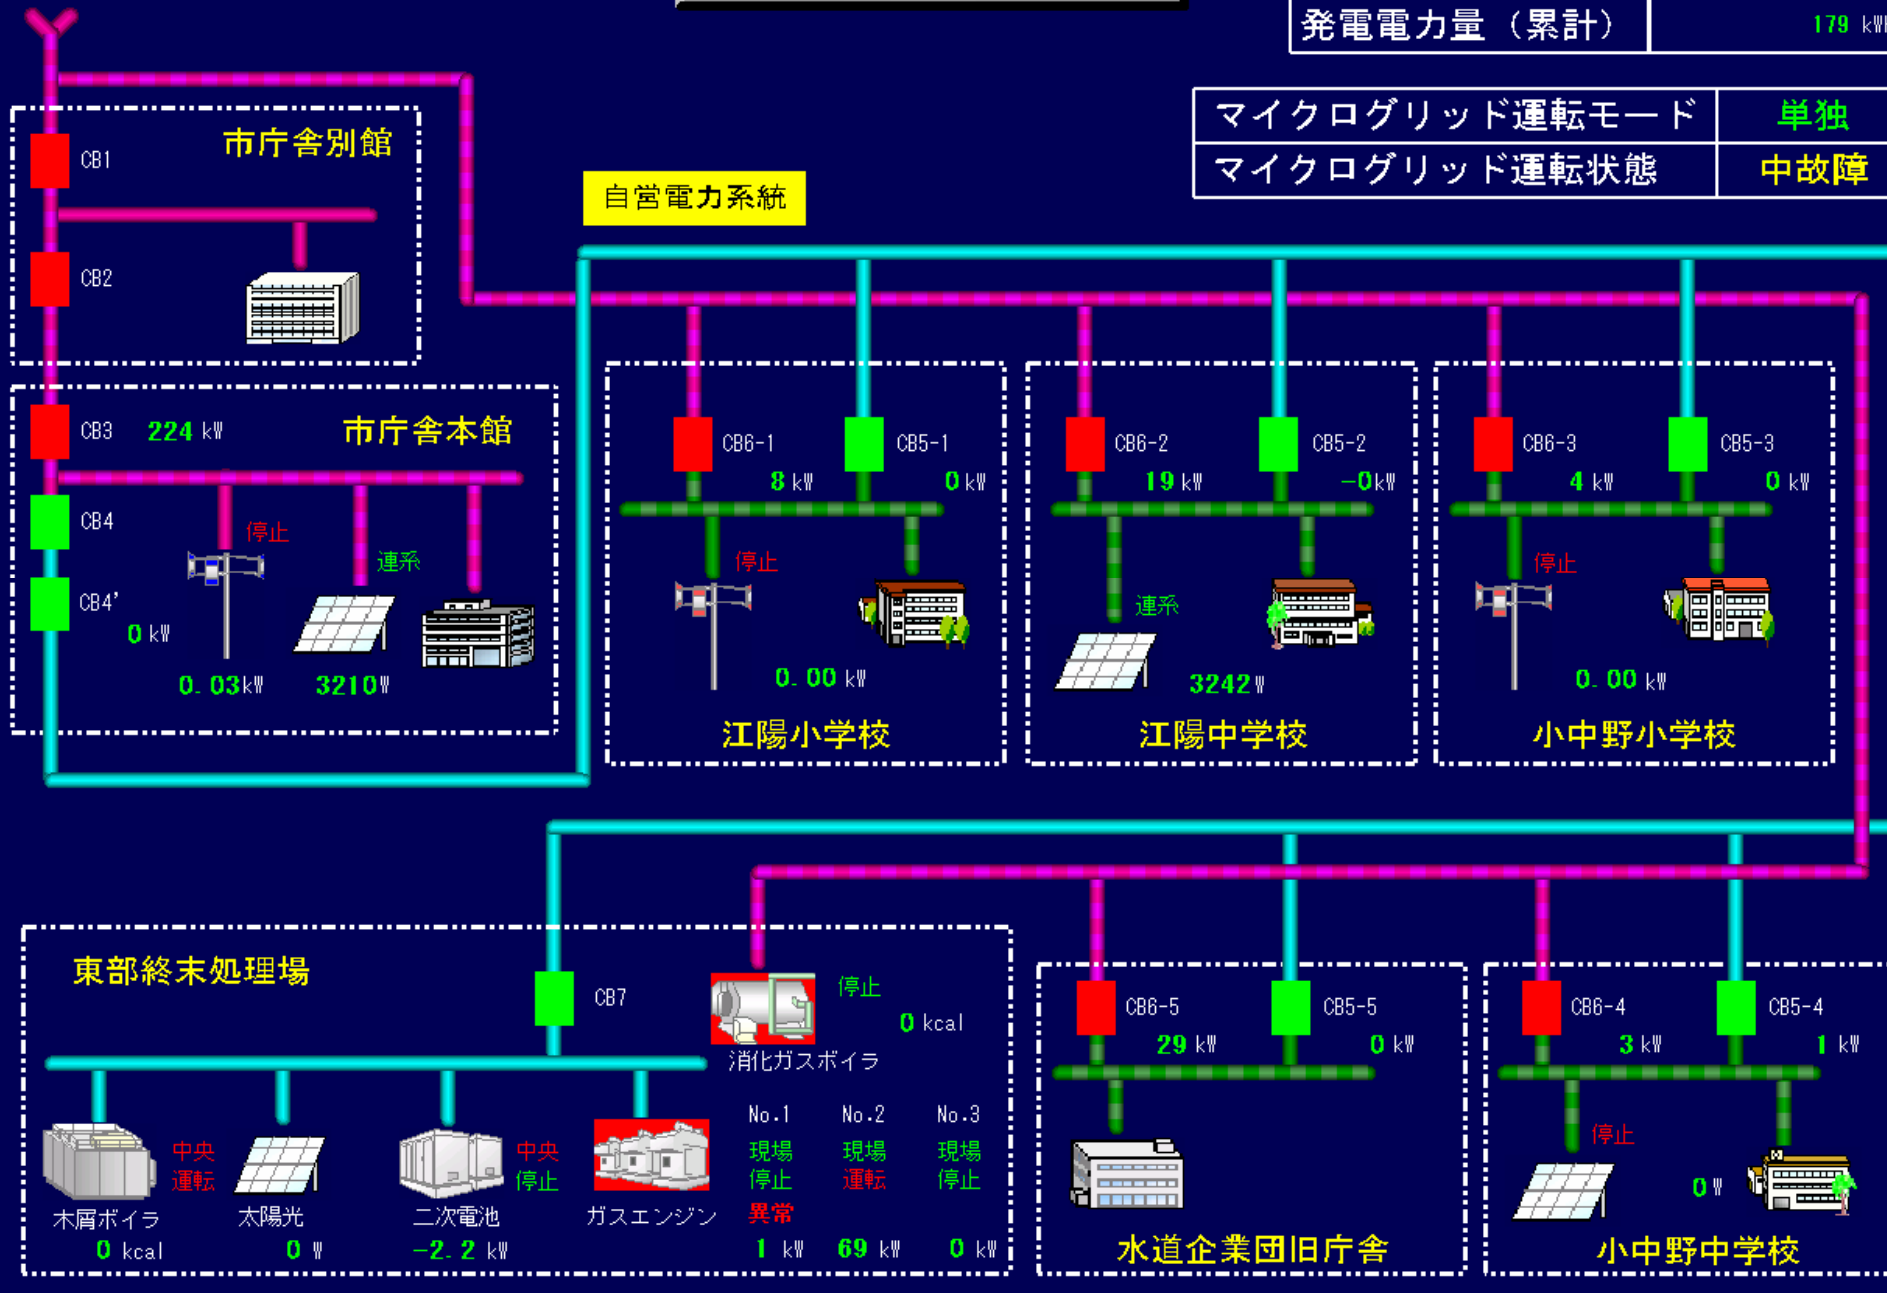 発電電力量（累計） 179 kWh
マイクログリッド運転モード 単独
マイクログリッド運転状態 中故障
自営電力系統
市庁舎別館
CB1
CB2
市庁舎本館
CB3 224 kW
CB4
CB4'
0 kW
停止
連系
0.03kW 3210W
CB6-1 CB5-1
8 kW 0 kW
停止
0.00 kW
江陽小学校
CB6-2 CB5-2
19 kW -0kW
連系
3242W
江陽中学校
CB6-3 CB5-3
4 kW 0 kW
停止
0.00 kW
小中野小学校
東部終末処理場
CB7
停止
0 kcal
消化ガスボイラ
中央
運転
木屑ボイラ
0 kcal
太陽光
0 W
中央
停止
二次電池
-2.2 kW
ガスエンジン
No.1 No.2 No.3
現場 現場 現場
停止 運転 停止
異常
1 kW 69 kW 0 kW
CB6-5 CB5-5
29 kW 0 kW
水道企業団旧庁舎
CB6-4 CB5-4
3 kW 1 kW
停止
0 W
小中野中学校